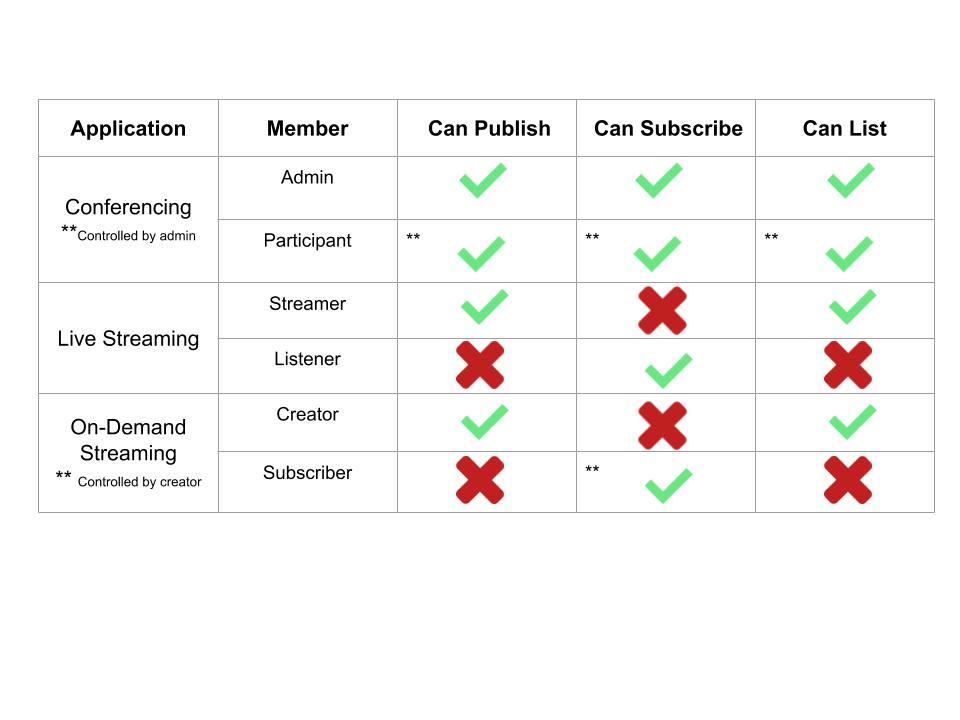 Application Member Can Publish Can Subscribe Can List
Conferencing
**Controlled by admin
Admin
Participant ** ** **
Live Streaming
Streamer
Listener
On-Demand
Streaming
** Controlled by creator
Creator
Subscriber **